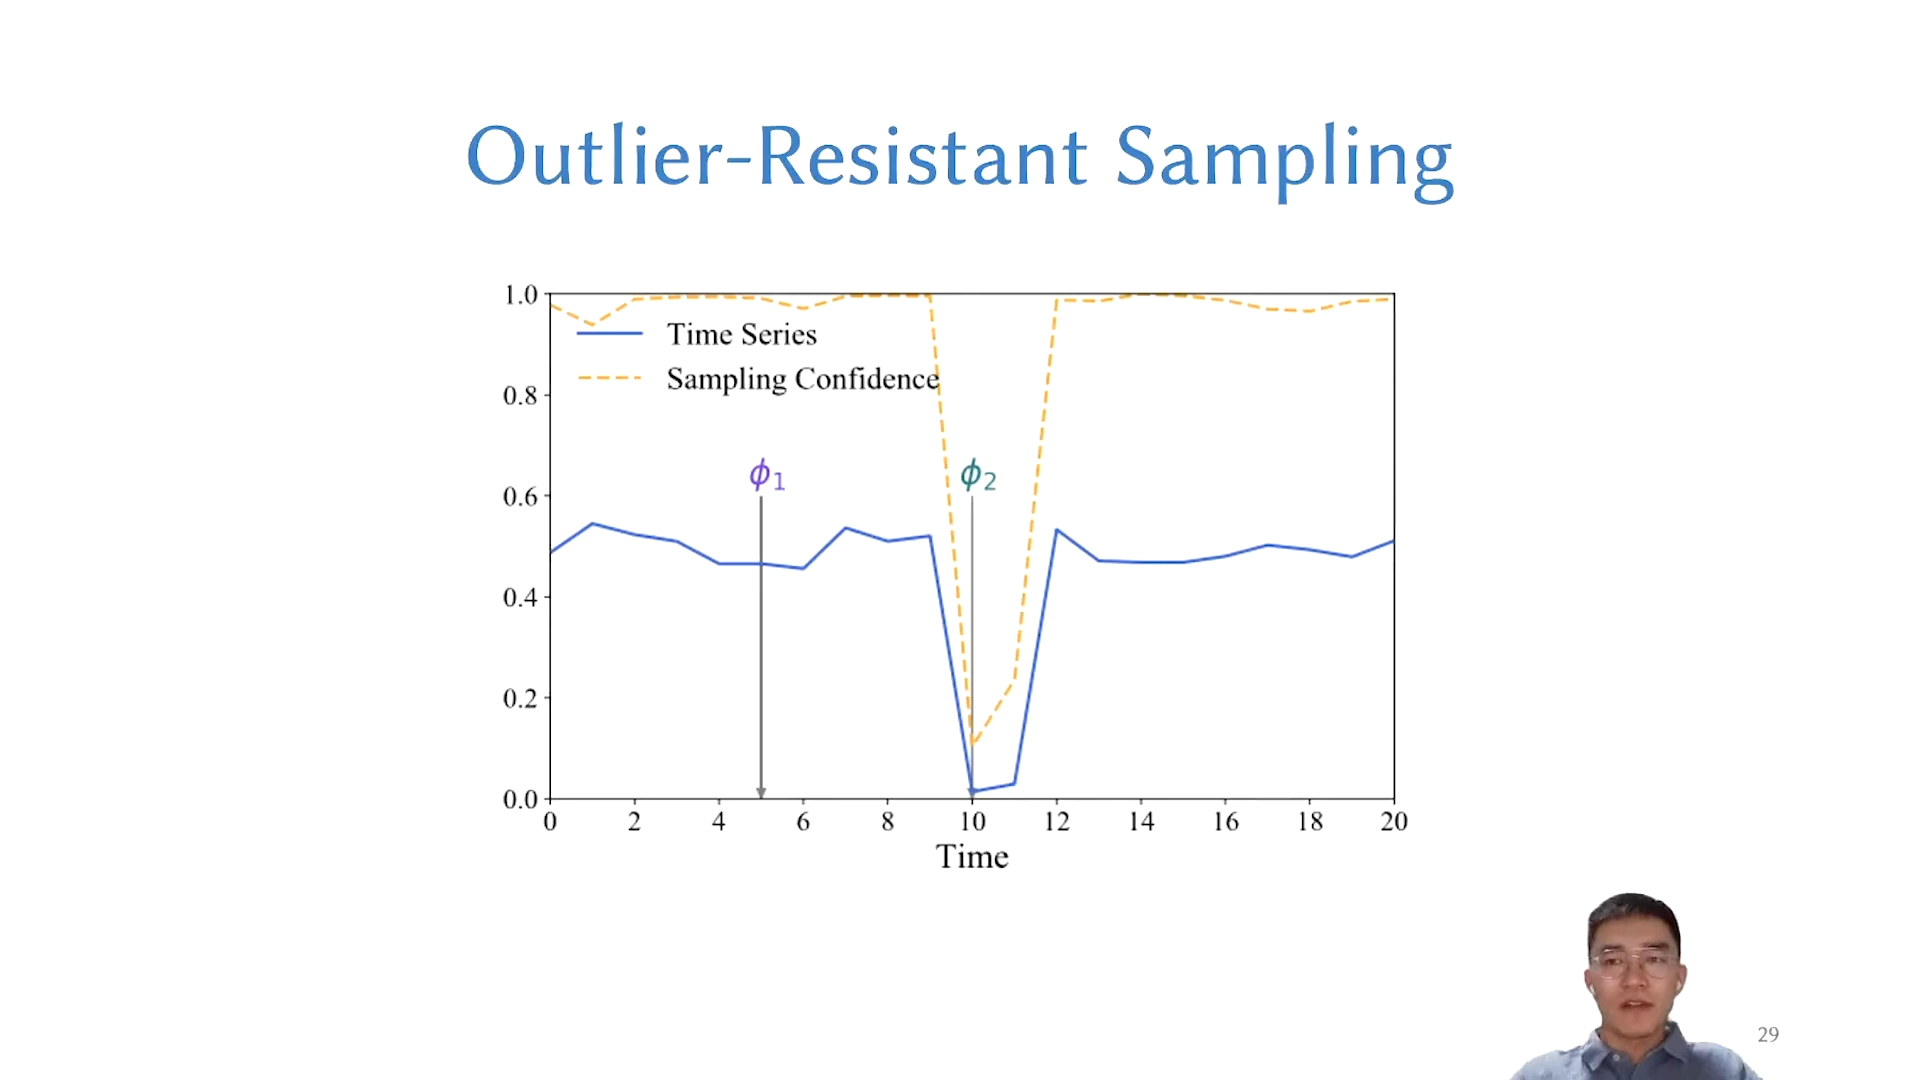 Outlier-Resistant Sampling
1.0
Time Series
Sampling Confidence
0.8
ϕ1
ϕ2
0.6
0.4
0.2
0.0
0 2 4 6 8 10 12 14 16 18 20
Time
29